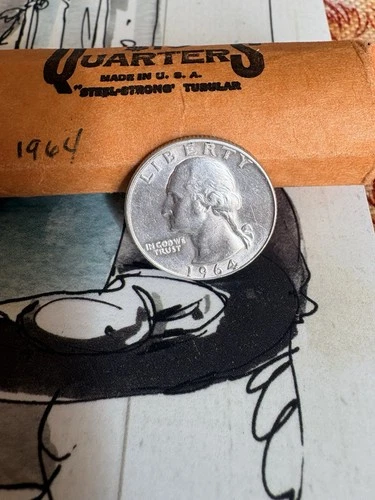 QUARTERS
MADE IN U. S. A.
"STEEL-STRONG" TUBULAR
1964
LIBERTY
IN GOD WE
TRUST
1964